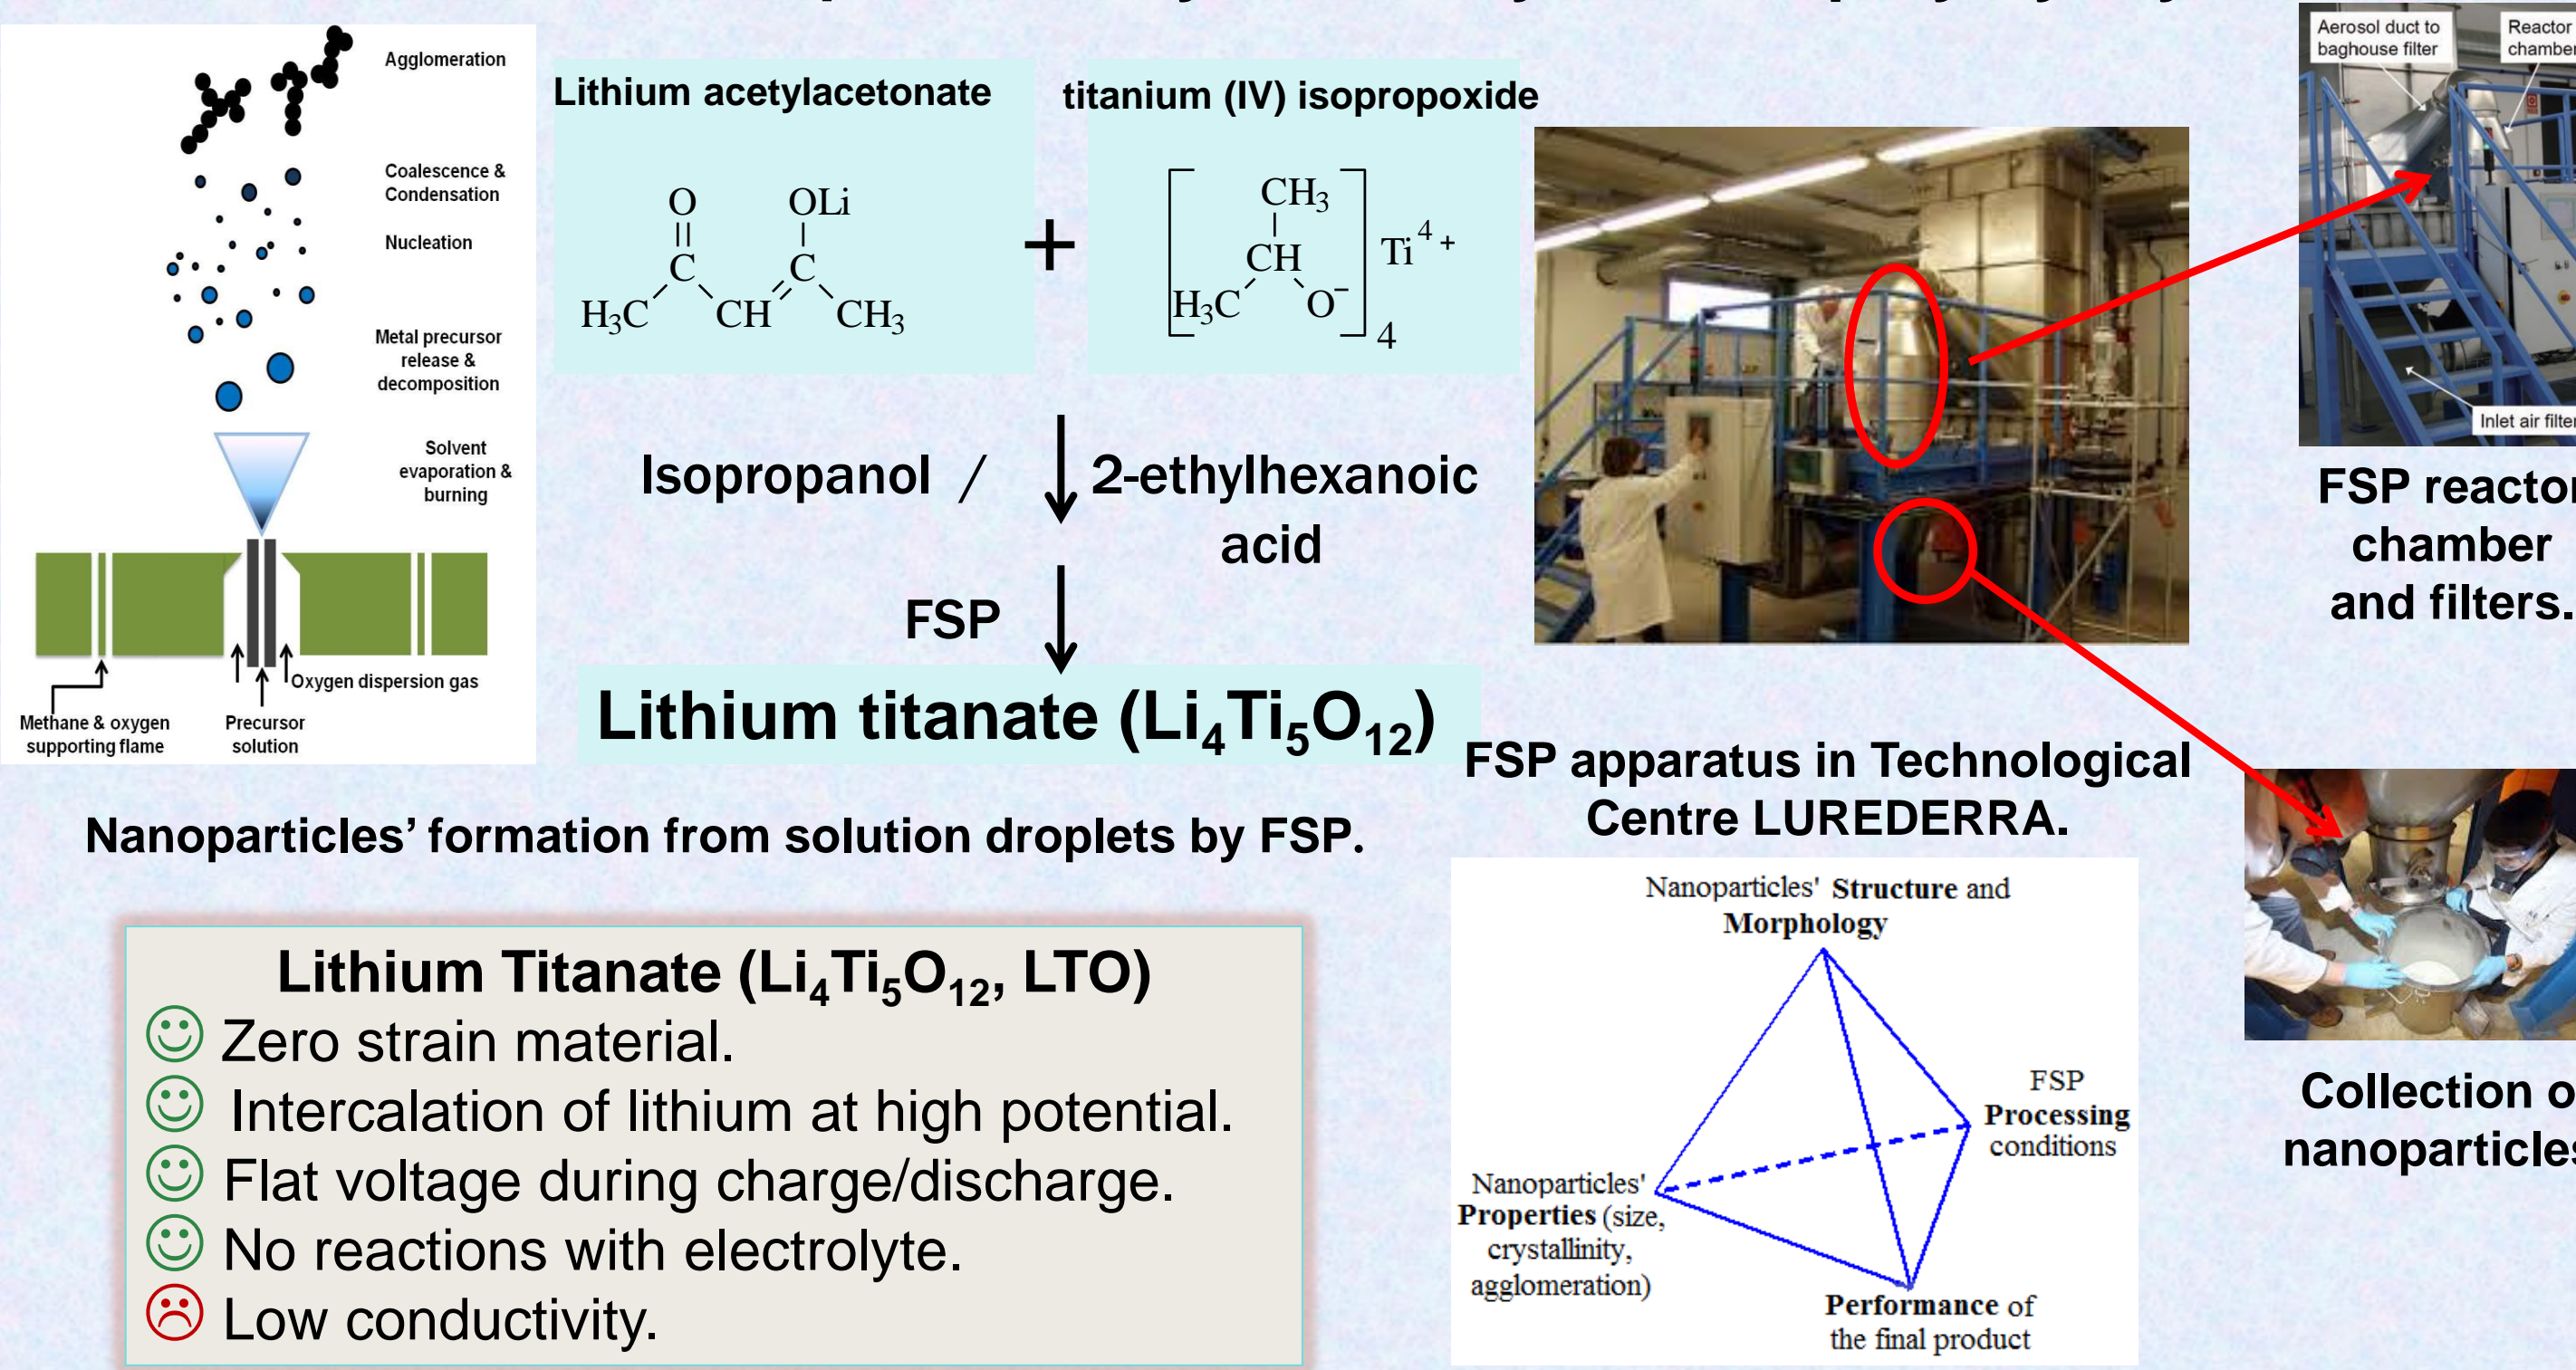 Agglomeration
Coalescence &
Condensation
Nucleation
Metal precursor
release &
decomposition
Solvent
evaporation &
burning
Oxygen dispersion gas
Methane & oxygen
supporting flame
Precursor
solution
Lithium acetylacetonate
O
OLi
C
C
H₃C
CH
CH₃
+
titanium (IV) isopropoxide
CH₃
CH
H₃C
O⁻
4
Ti⁴⁺
Isopropanol /
2-ethylhexanoic
acid
FSP
Lithium titanate (Li₄Ti₅O₁₂)
Nanoparticles’ formation from solution droplets by FSP.
Aerosol duct to
baghouse filter
Reactor
chamber
Inlet air filter
FSP reactor
chamber
and filters.
FSP apparatus in Technological
Centre LUREDERRA.
Collection o
nanoparticles
Lithium Titanate (Li₄Ti₅O₁₂, LTO)
Zero strain material.
Intercalation of lithium at high potential.
Flat voltage during charge/discharge.
No reactions with electrolyte.
Low conductivity.
Nanoparticles' Structure and
Morphology
FSP
Processing
conditions
Nanoparticles'
Properties (size,
crystallinity,
agglomeration)
Performance of
the final product